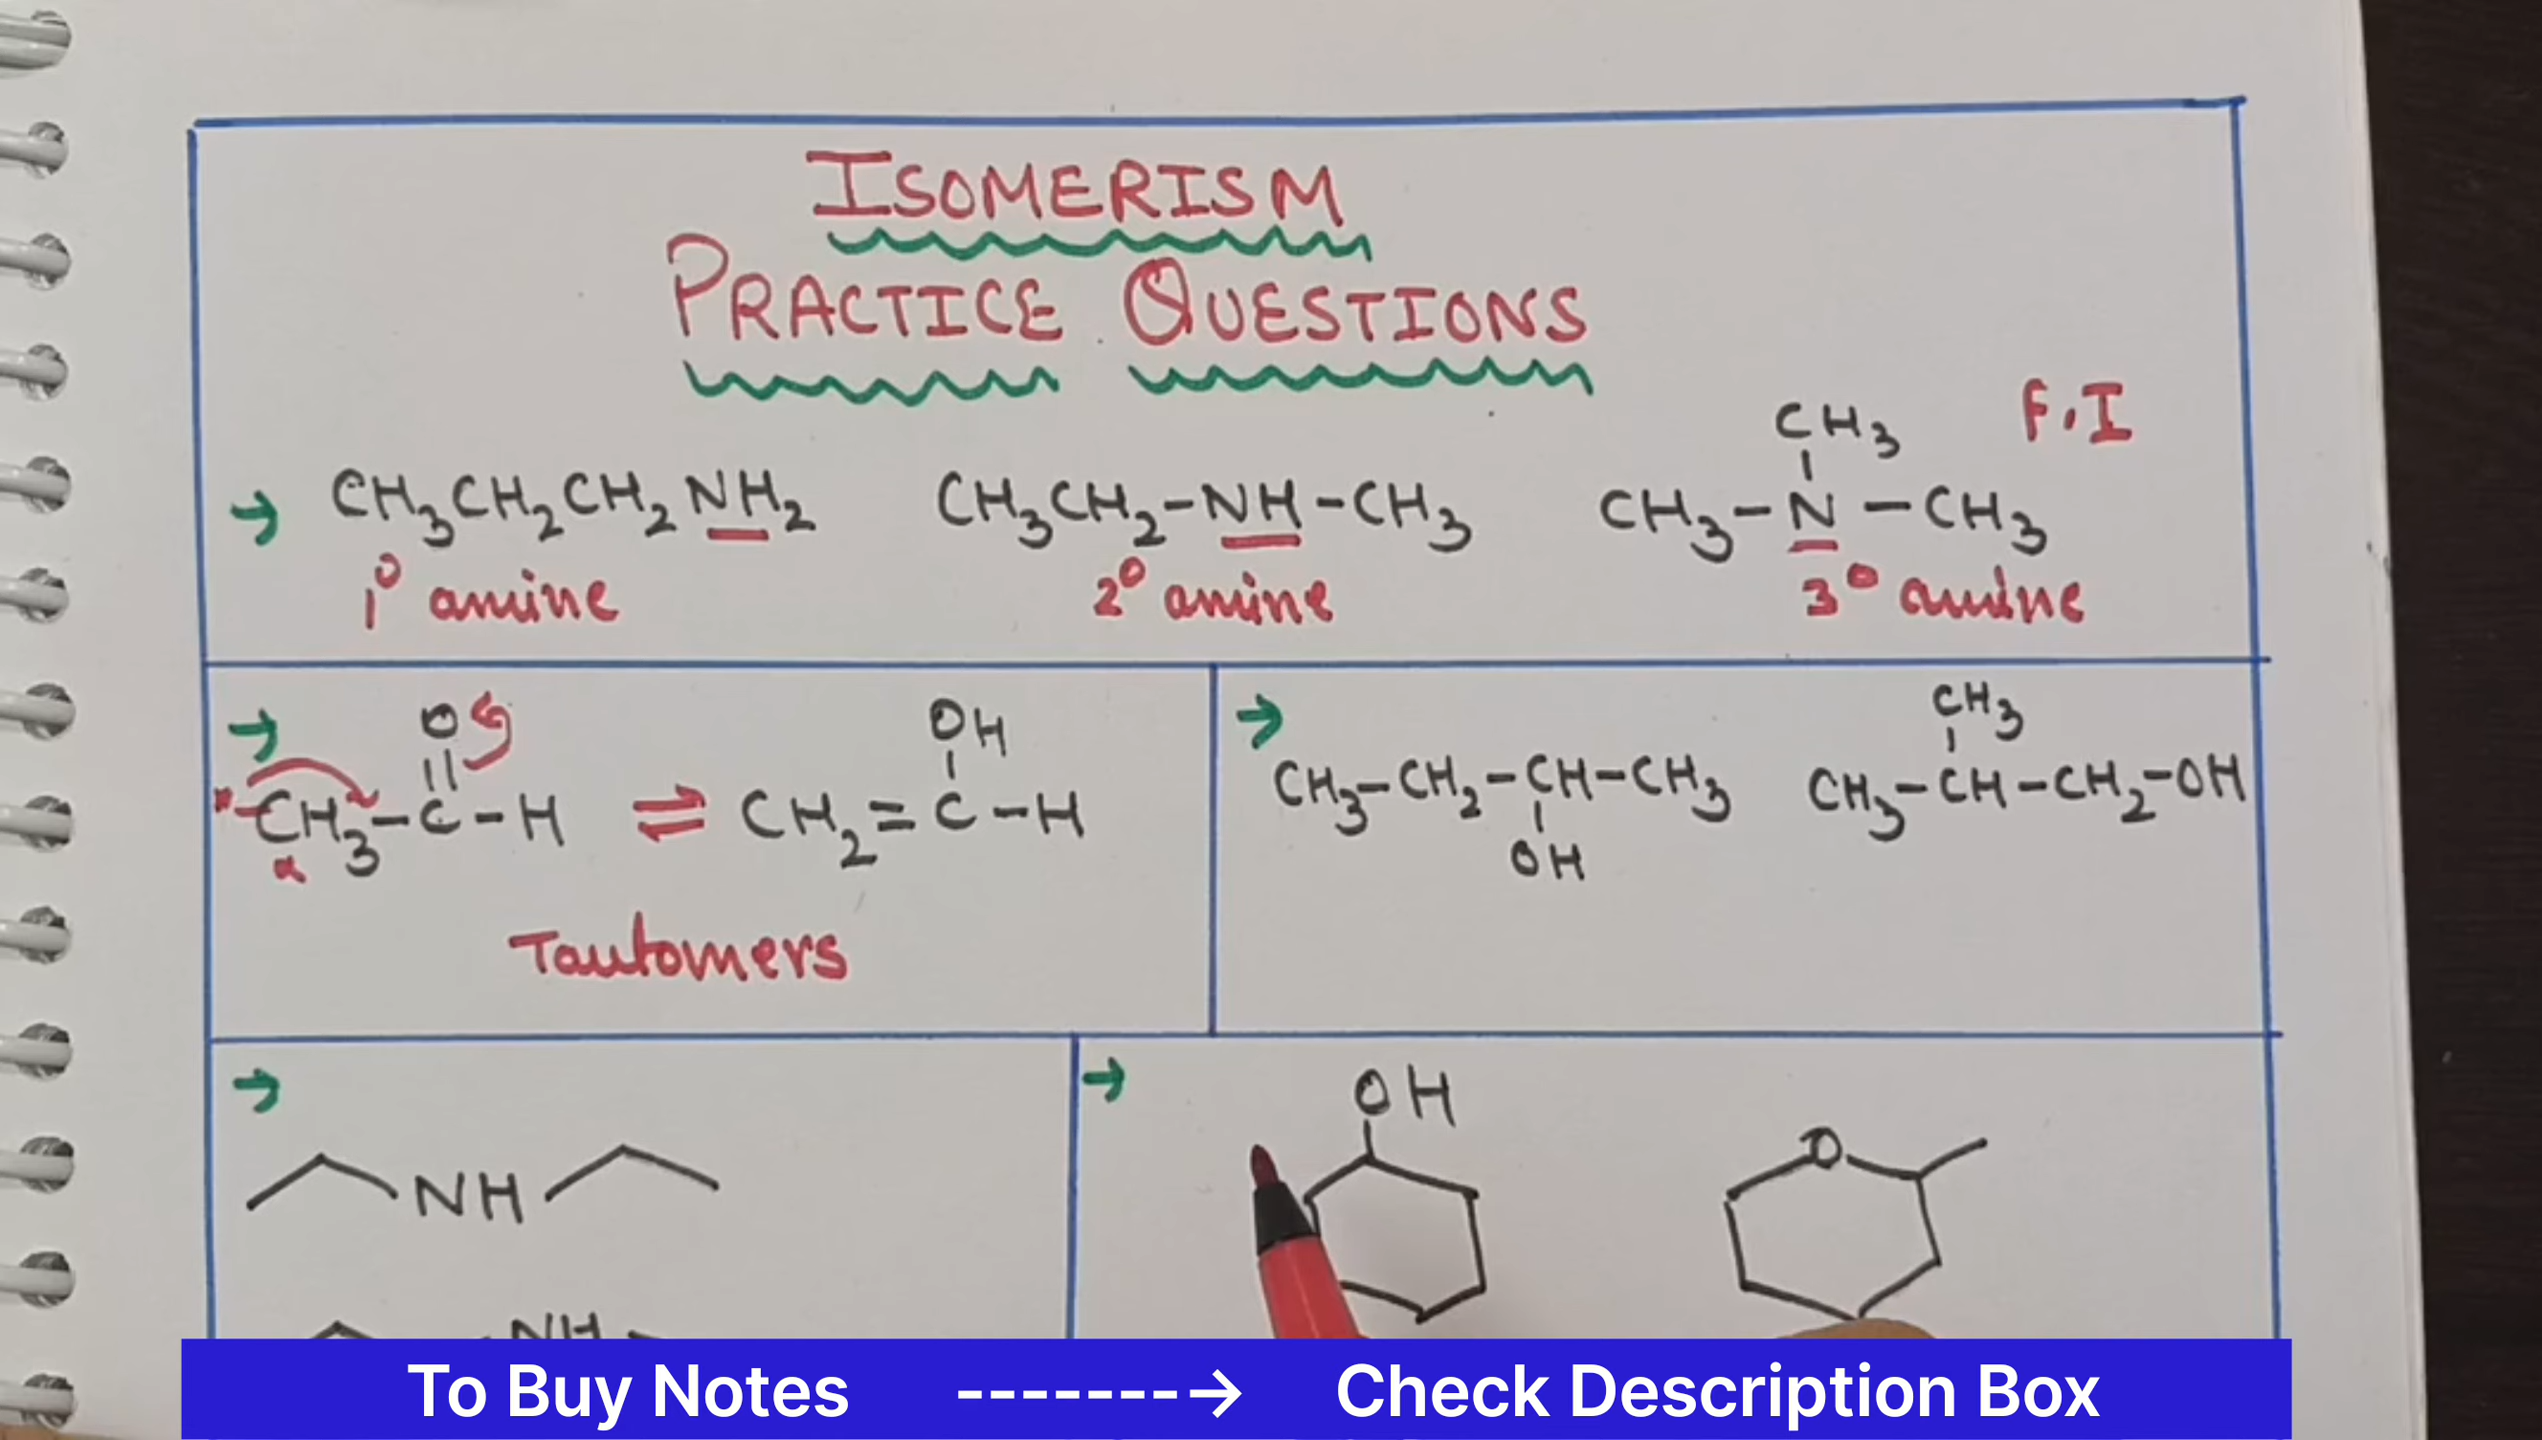 ISOMERISM
PRACTICE QUESTIONS
F.I
→ CH3CH2CH2NH2 CH3CH2-NH-CH3 CH3-N-CH3
CH3
1° amine 2° amine 3° amine
→ O OH
CH3-C-H ⇌ CH2=C-H
α
Tautomers
→ CH3
CH3-CH2-CH-CH3 CH3-CH-CH2-OH
OH
→ NH
NH
→ OH O
To Buy Notes -------→ Check Description Box